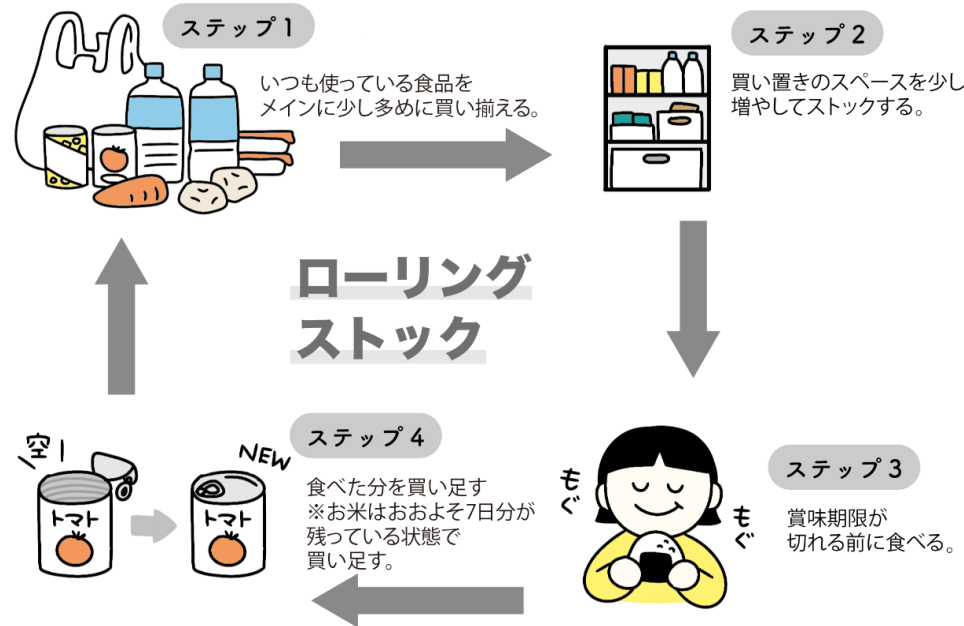 ステップ1
いつも使っている食品を
メインに少し多めに買い揃える。
ステップ2
買い置きのスペースを少し
増やしてストックする。
ローリング
ストック
ステップ3
賞味期限が
切れる前に食べる。
もぐ
もぐ
ステップ4
食べた分を買い足す
※お米はおおよそ7日分が
残っている状態で
買い足す。
空!
トマト
NEW
トマト